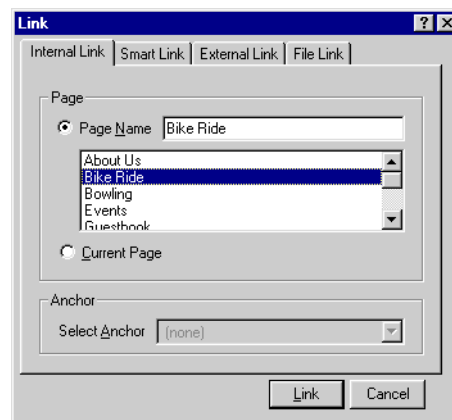 Link
Internal Link Smart Link External Link File Link
Page
Page Name Bike Ride
About Us
Bike Ride
Bowling
Events
Guestbook
Current Page
Anchor
Select Anchor (none)
Link Cancel